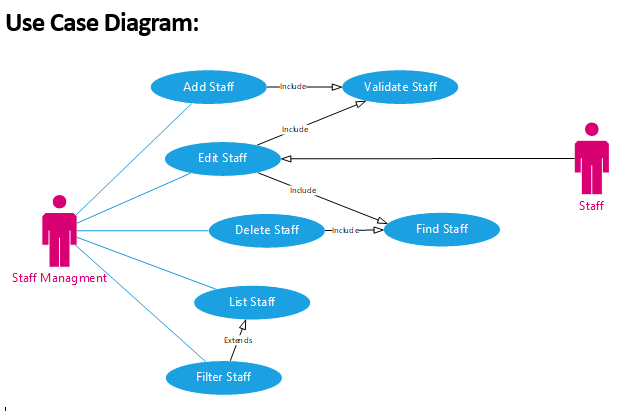 Use Case Diagram:
Add Staff
Include
Validate Staff
Include
Edit Staff
Include
Staff
Delete Staff
Include
Find Staff
Staff Managment
List Staff
Extends
Filter Staff